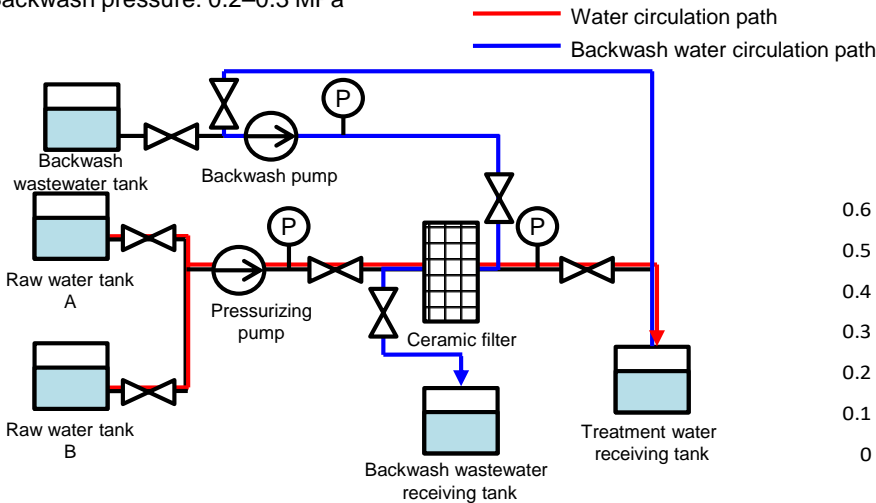 Backwash pressure: 0.2–0.5 MPa
Water circulation path
Backwash water circulation path
P
Backwash
wastewater tank
Backwash pump
P
P
0.6
0.5
0.4
0.3
0.2
0.1
0
Raw water tank
A
Pressurizing
pump
Ceramic filter
Raw water tank
B
Treatment water
receiving tank
Backwash wastewater
receiving tank